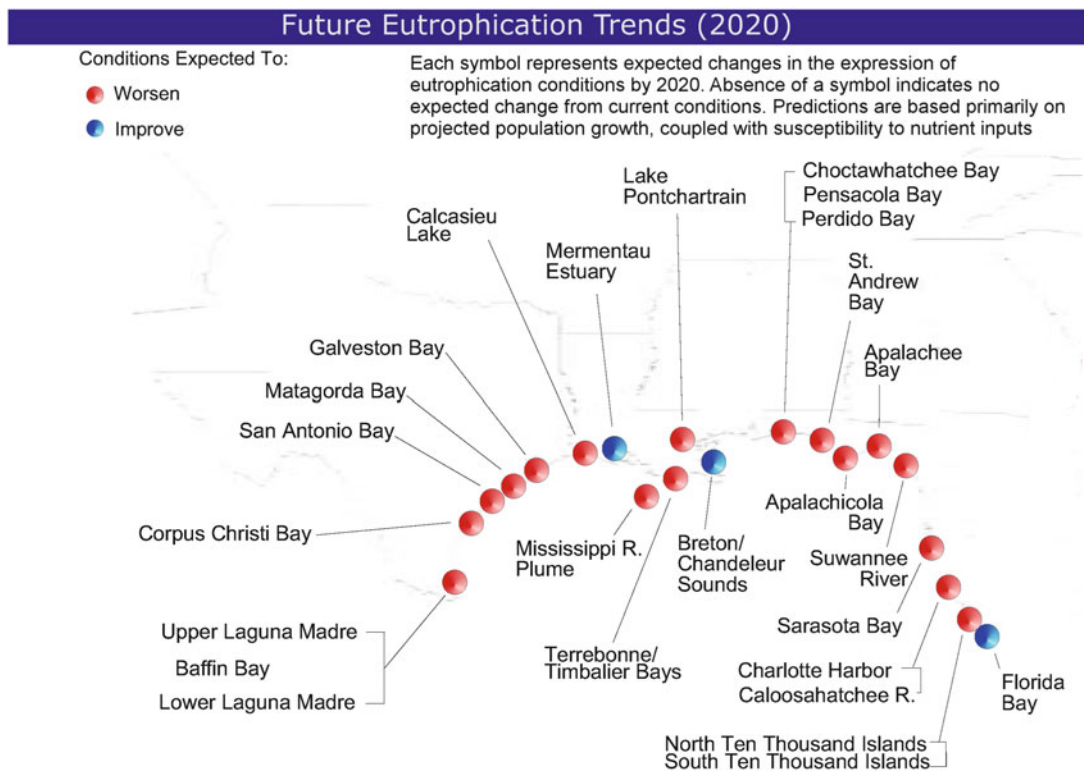 Future Eutrophication Trends (2020)
Conditions Expected To:
Worsen
Improve
Each symbol represents expected changes in the expression of
eutrophication conditions by 2020. Absence of a symbol indicates no
expected change from current conditions. Predictions are based primarily on
projected population growth, coupled with susceptibility to nutrient inputs
Lake
Pontchartrain
Choctawhatchee Bay
Pensacola Bay
Perdido Bay
Calcasieu
Lake
Mermentau
Estuary
St.
Andrew
Bay
Galveston Bay
Apalachee
Bay
Matagorda Bay
San Antonio Bay
Corpus Christi Bay
Mississippi R.
Plume
Breton/
Chandeleur
Sounds
Apalachicola
Bay
Suwannee
River
Upper Laguna Madre
Baffin Bay
Lower Laguna Madre
Terrebonne/
Timbalier Bays
Sarasota Bay
Charlotte Harbor
Caloosahatchee R.
Florida
Bay
North Ten Thousand Islands
South Ten Thousand Islands